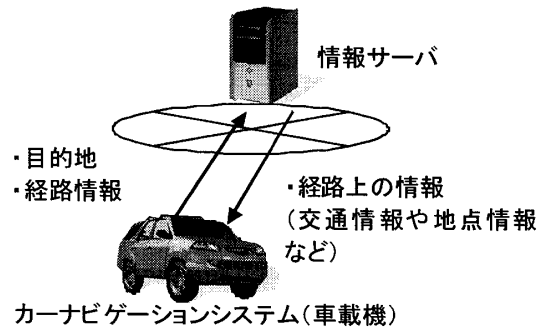 情報サーバ
・目的地
・経路情報
・経路上の情報
（交通情報や地点情報
など）
カーナビゲーションシステム（車載機）